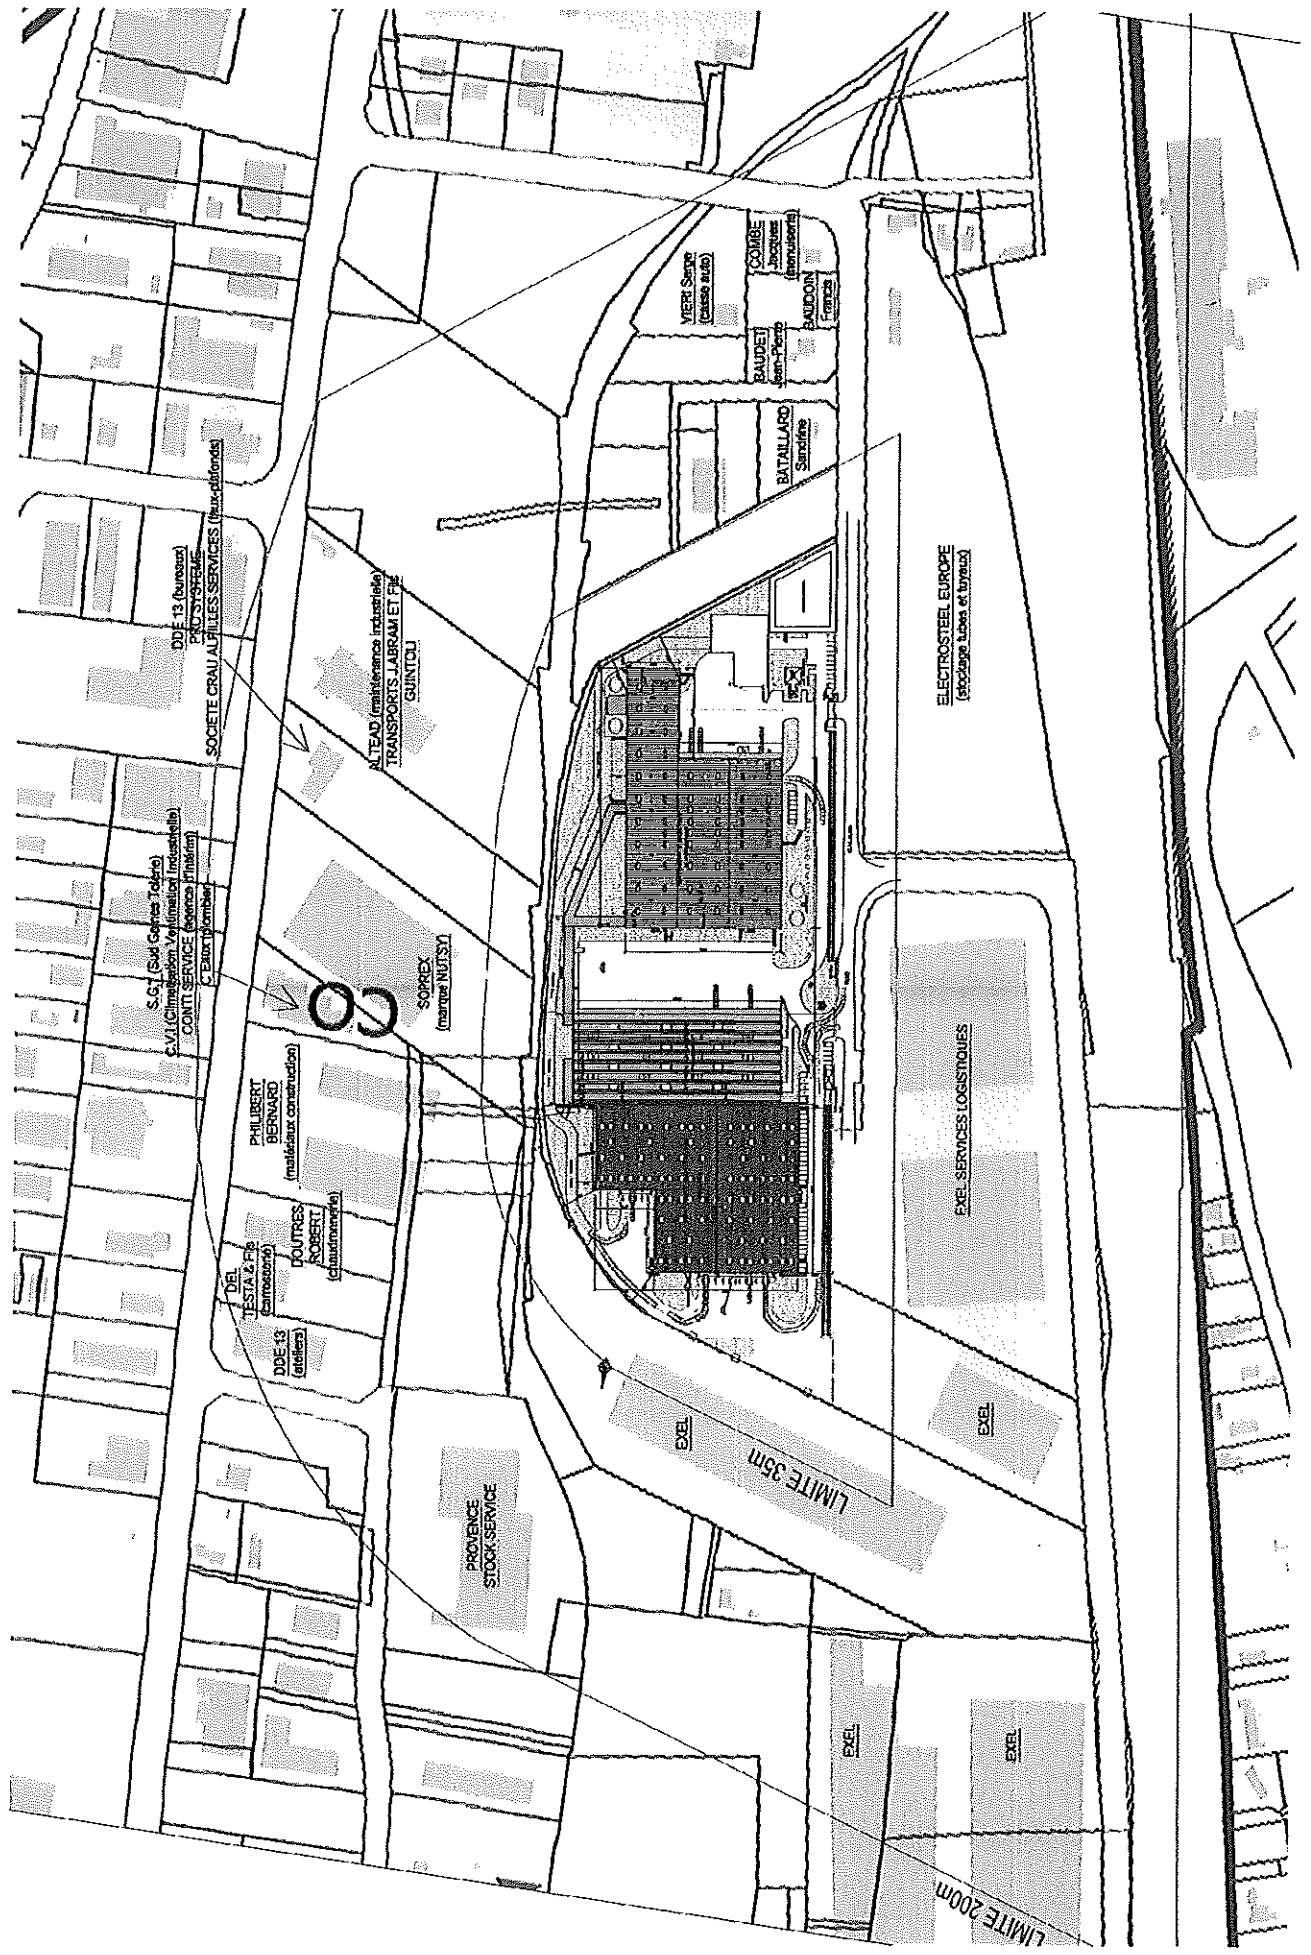 DDE 13 (bureaux)
PRO SYSTEME
SOCIETE CRAU ALPILLES SERVICES (faux-plafonds)
S.G.T (Sud Gaines Tolerie)
C.V.I (Climatisation Ventilation Industrielle)
CONTI SERVICE (agence d'intérim)
C'Eaux (plombier)
ALTEAD (maintenance industrielle)
TRANSPORTS LABRAM ET Fils
GUINTOLI
SOPREX
(marque NUTSY)
PHILIBERT
BERNARD
(matériaux construction)
DOUTRES
ROBERT
(chaudronnerie)
DEL
TESTA & Fils
(carrosserie)
DDE 13
(ateliers)
PROVENCE
STOCK SERVICE
VIERI Serge
(casse auto)
COMBE
Jacques
(menuiserie)
BAUDOIN
Francis
BAUDET
Jean-Pierre
BATAILLARD
Sandrine
ELECTROSTEEL EUROPE
(stockage tubes et tuyaux)
EXEL SERVICES LOGISTIQUES
EXEL
EXEL
EXEL
EXEL
LIMITE 35m
LIMITE 200m